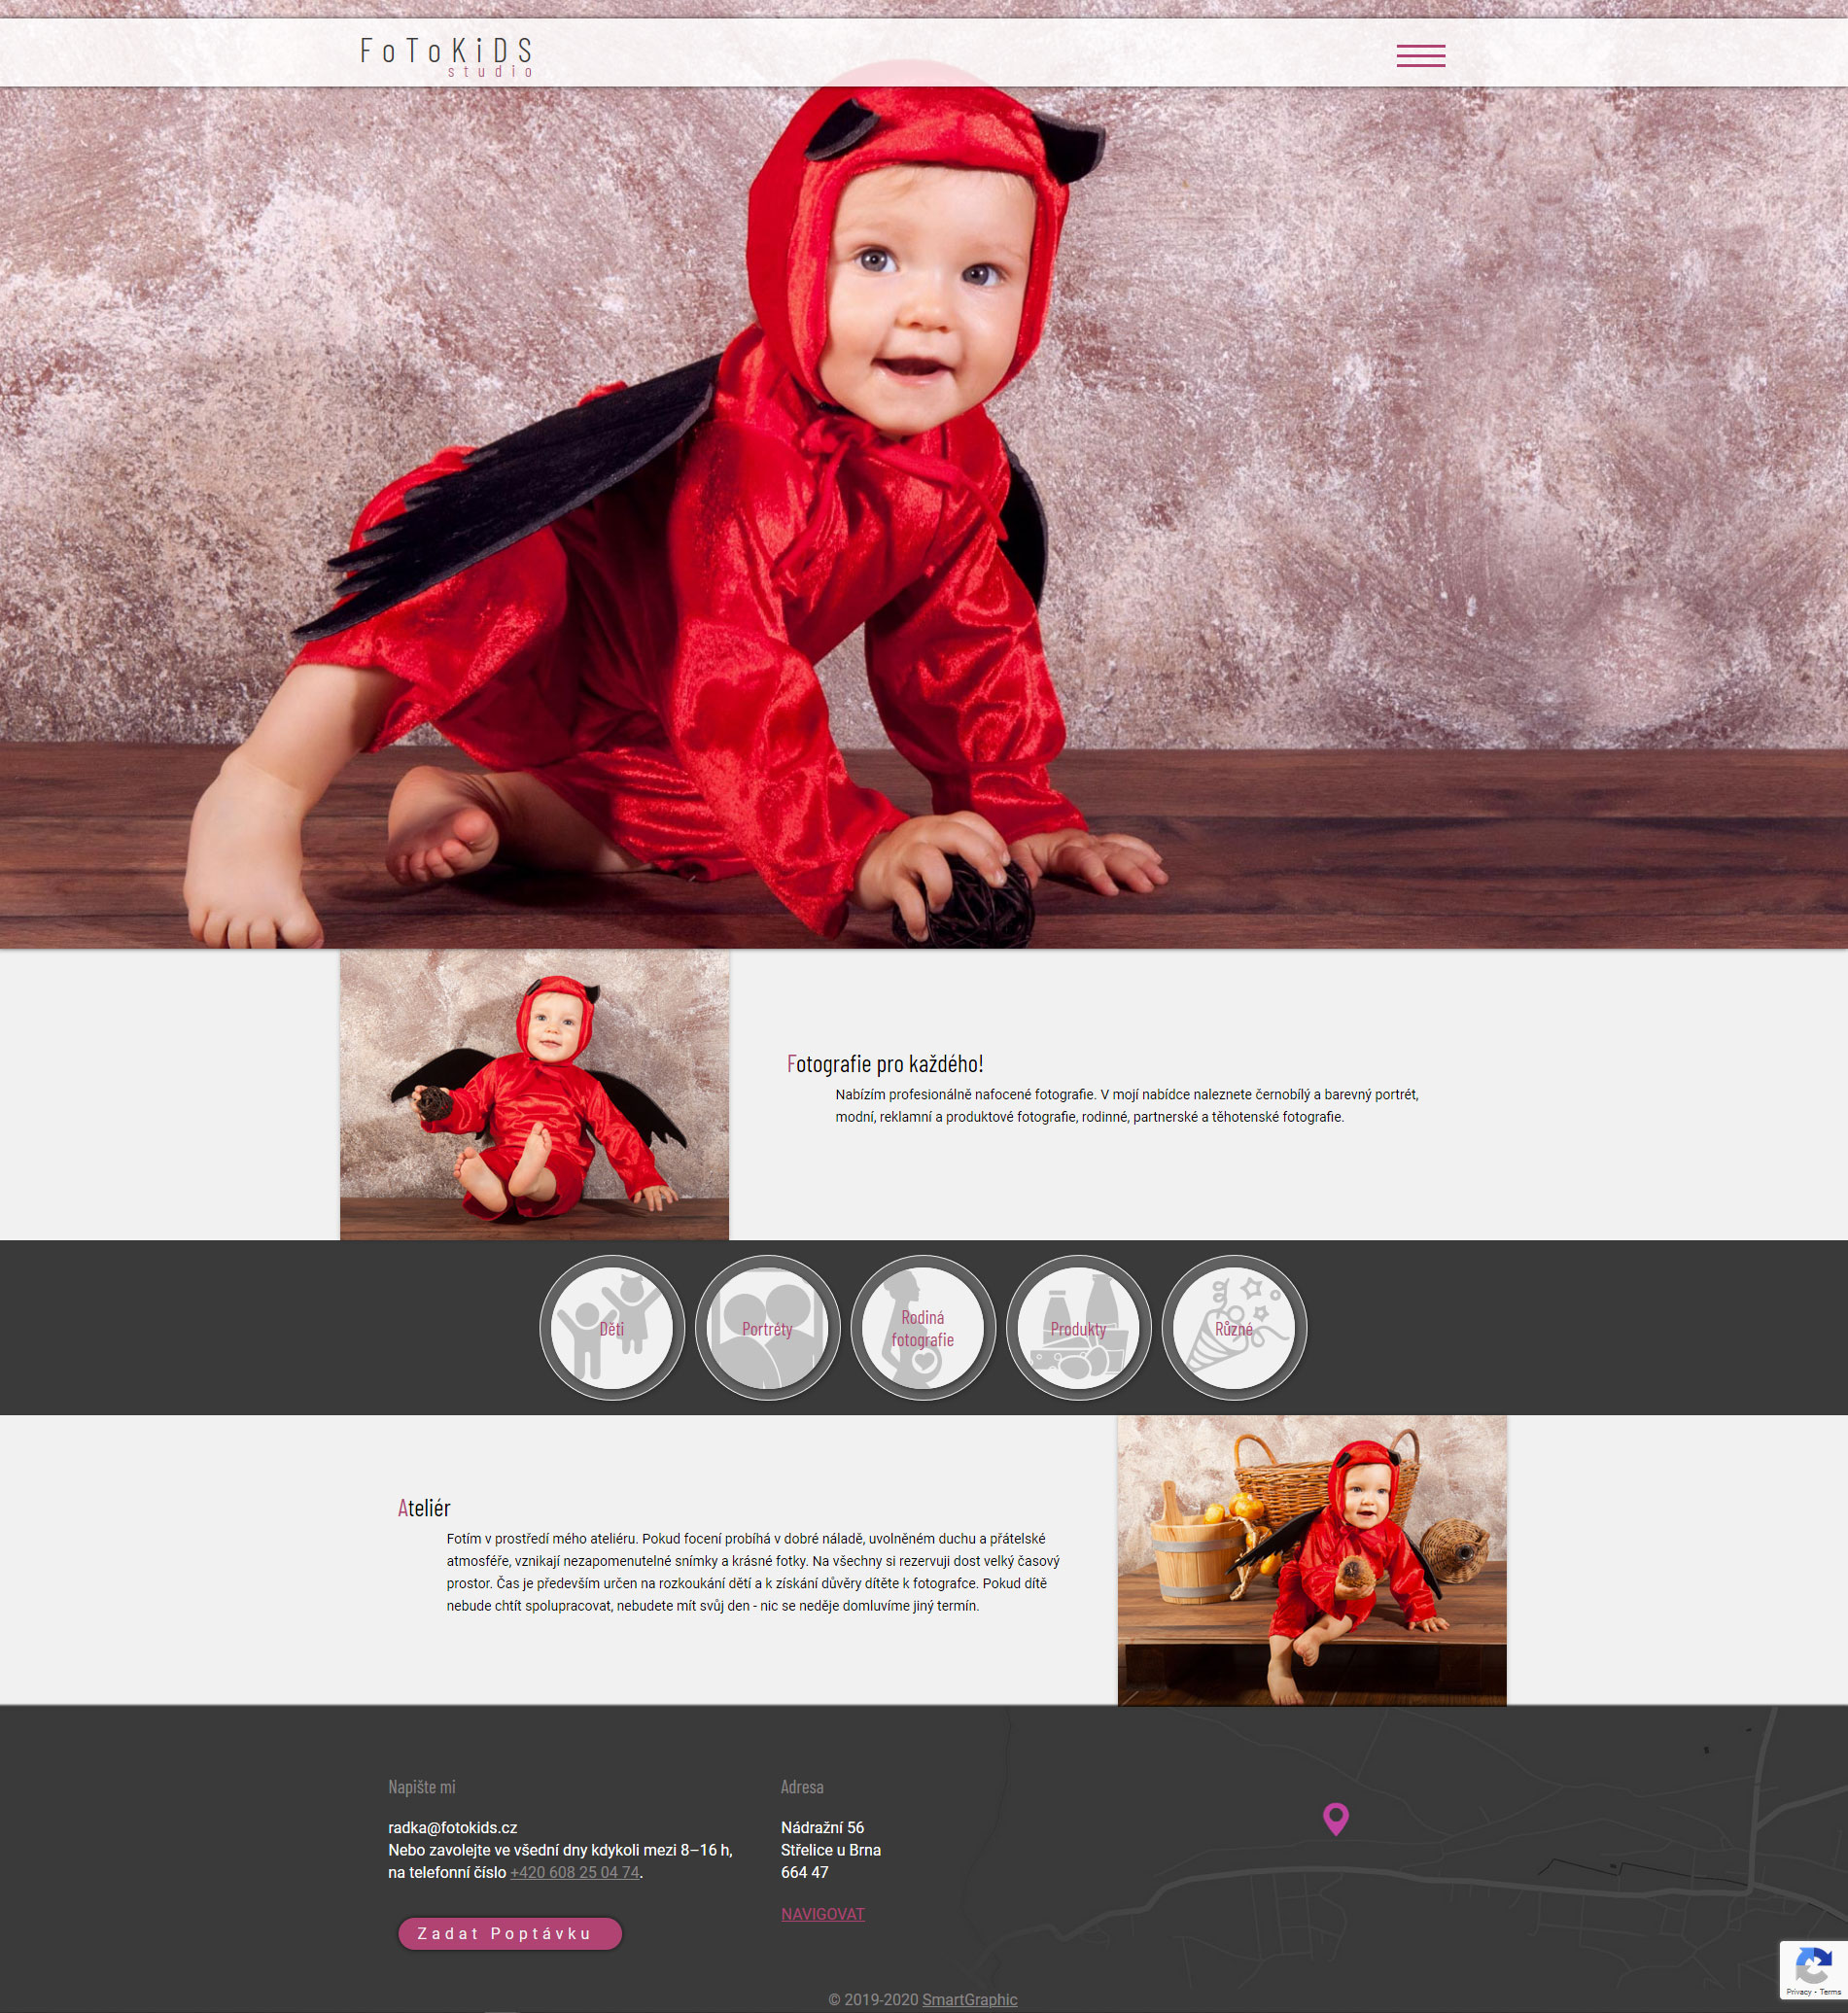 FoToKiDS
studio
Fotografie pro každého!
Nabízím profesionálně nafocené fotografie. V mojí nabídce naleznete černobílý a barevný portrét,
modní, reklamní a produktové fotografie, rodinné, partnerské a těhotenské fotografie.
Děti
Portréty
Rodiná
fotografie
Produkty
Různé
Ateliér
Fotím v prostředí mého ateliéru. Pokud focení probíhá v dobré náladě, uvolněném duchu a přátelské
atmosféře, vznikají nezapomenutelné snímky a krásné fotky. Na všechny si rezervuji dost velký časový
prostor. Čas je především určen na rozkoukání dětí a k získání důvěry dítěte k fotografce. Pokud dítě
nebude chtít spolupracovat, nebudete mít svůj den - nic se neděje domluvíme jiný termín.
Napište mi
radka@fotokids.cz
Nebo zavolejte ve všední dny kdykoli mezi 8–16 h,
na telefonní číslo +420 608 25 04 74.
Zadat Poptávku
Adresa
Nádražní 56
Střelice u Brna
664 47
NAVIGOVAT
© 2019-2020 SmartGraphic
Privacy - Terms